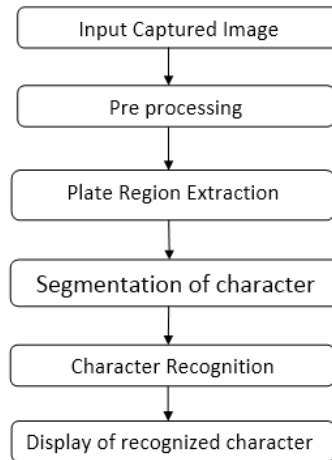 Input Captured Image
Pre processing
Plate Region Extraction
Segmentation of character
Character Recognition
Display of recognized character